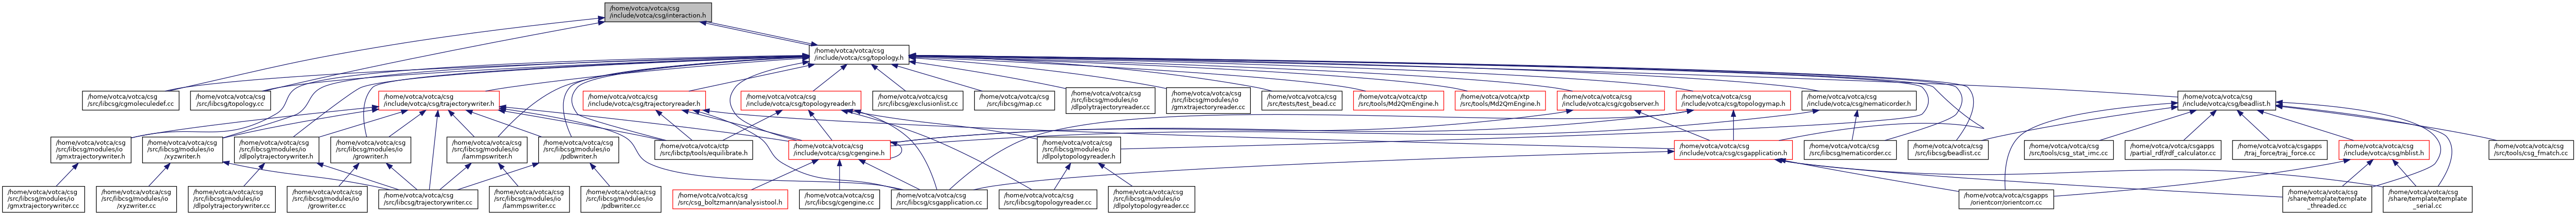 /home/votca/votca/csg
/include/votca/csg/interaction.h
/home/votca/votca/csg
/include/votca/csg/topology.h
/home/votca/votca/csg
/src/libcsg/cgmoleculedef.cc
/home/votca/votca/csg
/src/libcsg/topology.cc
/home/votca/votca/csg
/include/votca/csg/trajectorywriter.h
/home/votca/votca/csg
/include/votca/csg/trajectoryreader.h
/home/votca/votca/csg
/include/votca/csg/topologyreader.h
/home/votca/votca/csg
/src/libcsg/exclusionlist.cc
/home/votca/votca/csg
/src/libcsg/map.cc
/home/votca/votca/csg
/src/libcsg/modules/io
/dlpolytrajectoryreader.cc
/home/votca/votca/csg
/src/libcsg/modules/io
/gmxtrajectoryreader.cc
/home/votca/votca/csg
/src/tests/test_bead.cc
/home/votca/votca/ctp
/src/tools/Md2QmEngine.h
/home/votca/votca/xtp
/src/tools/Md2QmEngine.h
/home/votca/votca/csg
/include/votca/csg/cgobserver.h
/home/votca/votca/csg
/include/votca/csg/topologymap.h
/home/votca/votca/csg
/include/votca/csg/nematicorder.h
/home/votca/votca/csg
/include/votca/csg/beadlist.h
/home/votca/votca/csg
/src/libcsg/modules/io
/gmxtrajectorywriter.h
/home/votca/votca/csg
/src/libcsg/modules/io
/xyzwriter.h
/home/votca/votca/csg
/src/libcsg/modules/io
/dlpolytrajectorywriter.h
/home/votca/votca/csg
/src/libcsg/modules/io
/growriter.h
/home/votca/votca/csg
/src/libcsg/modules/io
/lammpswriter.h
/home/votca/votca/csg
/src/libcsg/modules/io
/pdbwriter.h
/home/votca/votca/ctp
/src/libctp/tools/equilibrate.h
/home/votca/votca/csg
/include/votca/csg/cgengine.h
/home/votca/votca/csg
/src/libcsg/modules/io
/dlpolytopologyreader.h
/home/votca/votca/csg
/include/votca/csg/csgapplication.h
/home/votca/votca/csg
/src/libcsg/nematicorder.cc
/home/votca/votca/csg
/src/libcsg/beadlist.cc
/home/votca/votca/csg
/src/tools/csg_stat_imc.cc
/home/votca/votca/csgapps
/partial_rdf/rdf_calculator.cc
/home/votca/votca/csgapps
/traj_force/traj_force.cc
/home/votca/votca/csg
/include/votca/csg/nblist.h
/home/votca/votca/csg
/src/tools/csg_fmatch.cc
/home/votca/votca/csg
/src/libcsg/modules/io
/gmxtrajectorywriter.cc
/home/votca/votca/csg
/src/libcsg/modules/io
/xyzwriter.cc
/home/votca/votca/csg
/src/libcsg/modules/io
/dlpolytrajectorywriter.cc
/home/votca/votca/csg
/src/libcsg/modules/io
/growriter.cc
/home/votca/votca/csg
/src/libcsg/trajectorywriter.cc
/home/votca/votca/csg
/src/libcsg/modules/io
/lammpswriter.cc
/home/votca/votca/csg
/src/libcsg/modules/io
/pdbwriter.cc
/home/votca/votca/csg
/src/csg_boltzmann/analysistool.h
/home/votca/votca/csg
/src/libcsg/cgengine.cc
/home/votca/votca/csg
/src/libcsg/csgapplication.cc
/home/votca/votca/csg
/src/libcsg/topologyreader.cc
/home/votca/votca/csg
/src/libcsg/modules/io
/dlpolytopologyreader.cc
/home/votca/votca/csgapps
/orientcorr/orientcorr.cc
/home/votca/votca/csg
/share/template/template
_threaded.cc
/home/votca/votca/csg
/share/template/template
_serial.cc